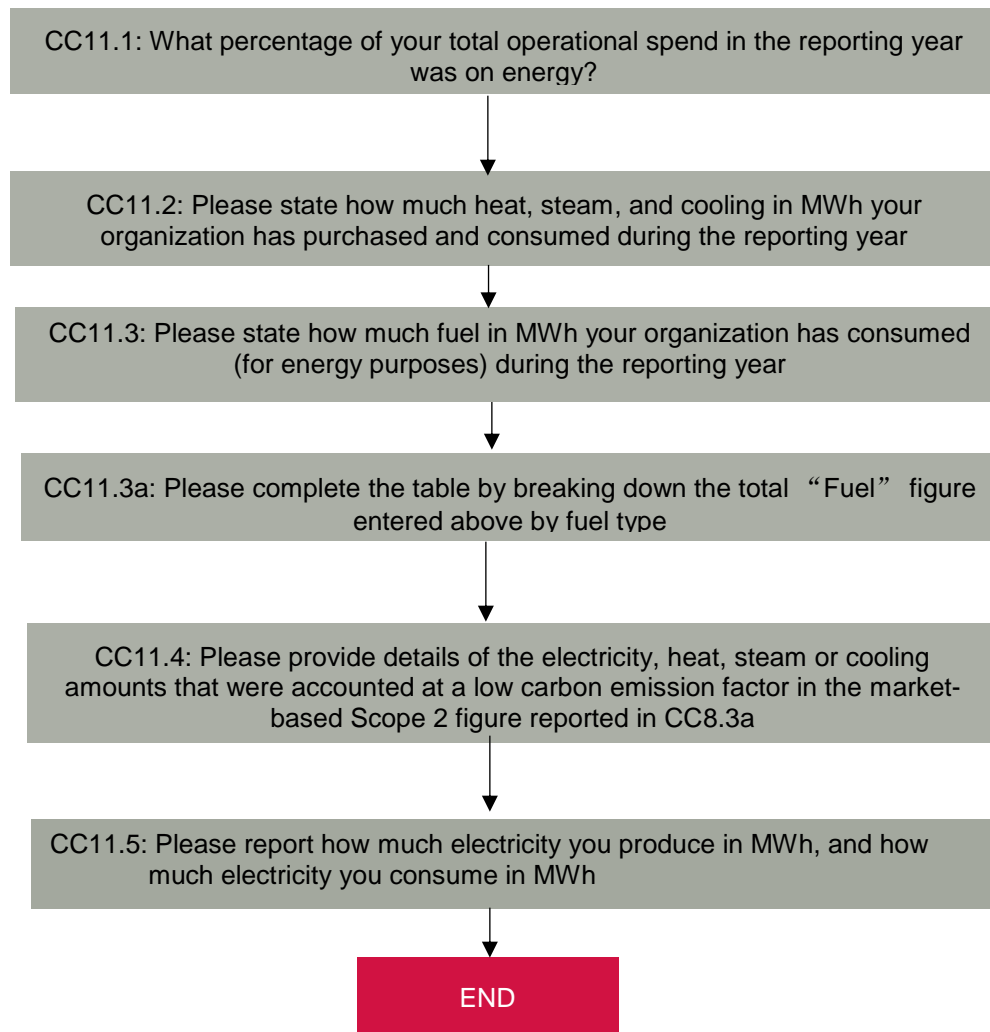 CC11.1: What percentage of your total operational spend in the reporting year
was on energy?
CC11.2: Please state how much heat, steam, and cooling in MWh your
organization has purchased and consumed during the reporting year
CC11.3: Please state how much fuel in MWh your organization has consumed
(for energy purposes) during the reporting year
CC11.3a: Please complete the table by breaking down the total “Fuel” figure
entered above by fuel type
CC11.4: Please provide details of the electricity, heat, steam or cooling
amounts that were accounted at a low carbon emission factor in the market-
based Scope 2 figure reported in CC8.3a
CC11.5: Please report how much electricity you produce in MWh, and how
much electricity you consume in MWh
END